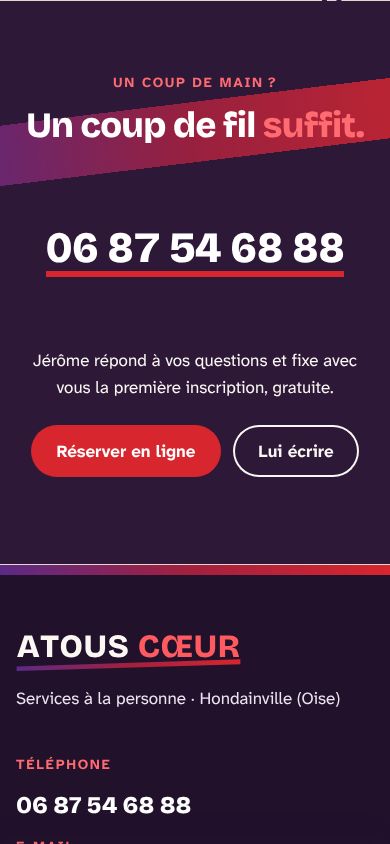 UN COUP DE MAIN ?
Un coup de fil suffit.
06 87 54 68 88
Jérôme répond à vos questions et fixe avec
vous la première inscription, gratuite.
Réserver en ligne
Lui écrire
ATOUS CŒUR
Services à la personne · Hondainville (Oise)
TÉLÉPHONE
06 87 54 68 88